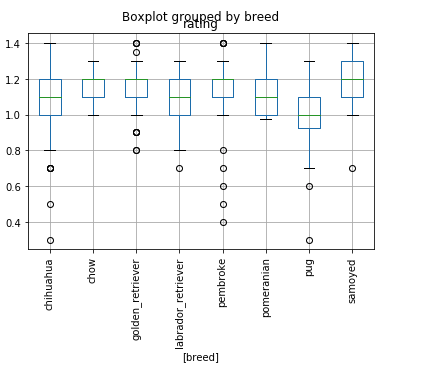 Boxplot grouped by breed
rating
1.4
1.2
1.0
0.8
0.6
0.4
chihuahua
chow
golden_retriever
labrador_retriever
pembroke
pomeranian
pug
samoyed
[breed]